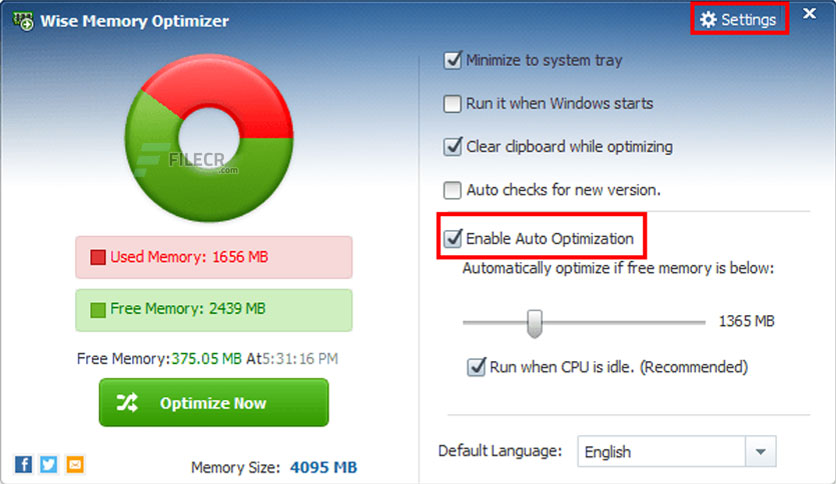 Wise Memory Optimizer
Settings
FILECR
.com
Used Memory: 1656 MB
Free Memory: 2439 MB
Free Memory:375.05 MB At5:31:16 PM
Optimize Now
Memory Size: 4095 MB
Minimize to system tray
Run it when Windows starts
Clear clipboard while optimizing
Auto checks for new version.
Enable Auto Optimization
Automatically optimize if free memory is below:
1365 MB
Run when CPU is idle. (Recommended)
Default Language: English